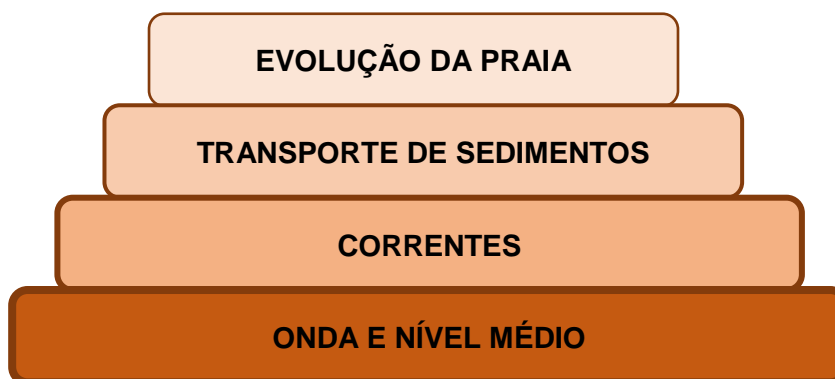 EVOLUÇÃO DA PRAIA
TRANSPORTE DE SEDIMENTOS
CORRENTES
ONDA E NÍVEL MÉDIO